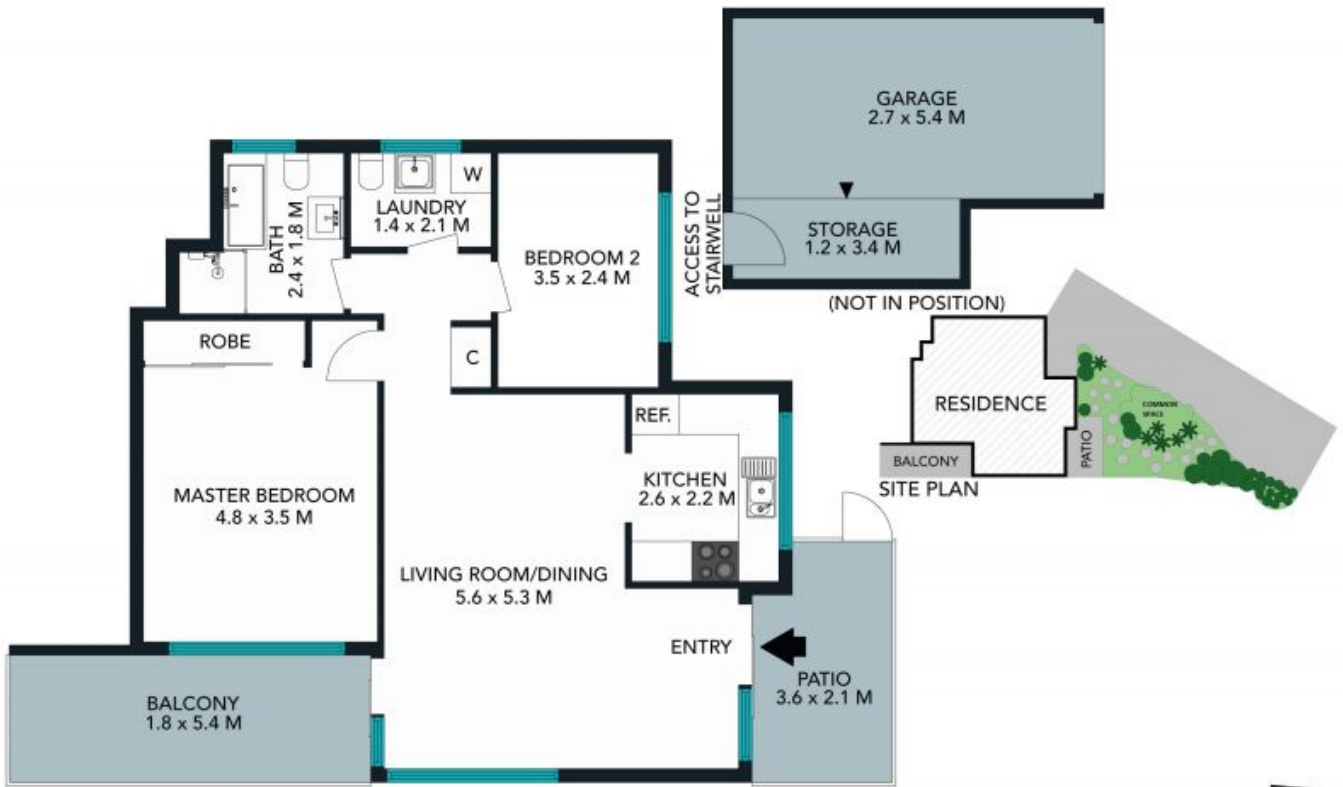 GARAGE
2.7 x 5.4 M
STORAGE
1.2 x 3.4 M
ACCESS TO
STAIRWELL
(NOT IN POSITION)
W
LAUNDRY
1.4 x 2.1 M
BATH
2.4 x 1.8 M
BEDROOM 2
3.5 x 2.4 M
ROBE
C
REF.
KITCHEN
2.6 x 2.2 M
MASTER BEDROOM
4.8 x 3.5 M
LIVING ROOM/DINING
5.6 x 5.3 M
ENTRY
PATIO
3.6 x 2.1 M
BALCONY
1.8 x 5.4 M
RESIDENCE
COMMON
SPACE
BALCONY
PATIO
SITE PLAN